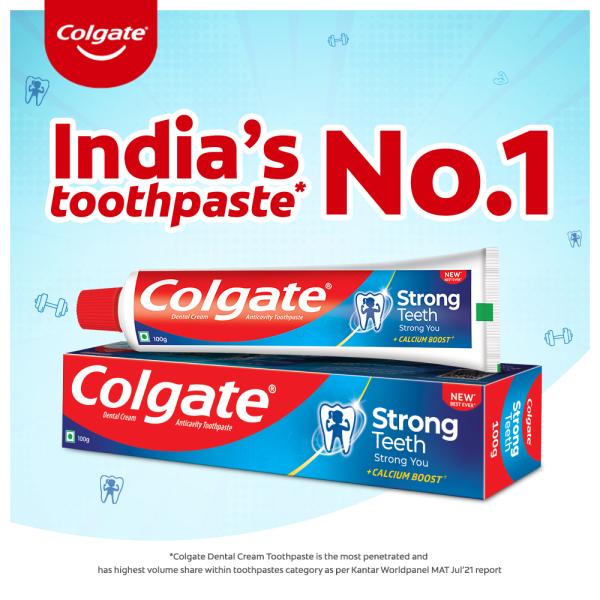 Colgate®
India's
toothpaste*
No.1
Colgate®
Dental Cream
Anticavity Toothpaste
100g
NEW*
BEST EVER*
Strong
Teeth
Strong You
+ CALCIUM BOOST†
Colgate®
Dental Cream
Anticavity Toothpaste
100g
NEW*
BEST EVER*
Strong
Teeth
Strong You
+ CALCIUM BOOST†
Colgate
Strong
Teeth
100g
*Colgate Dental Cream Toothpaste is the most penetrated and
has highest volume share within toothpastes category as per Kantar Worldpanel MAT Jul'21 report